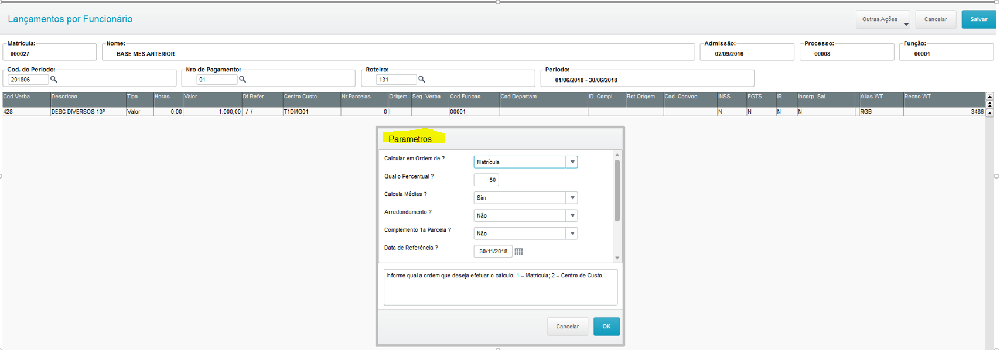 Lançamentos por Funcionário
Outras Ações
Cancelar
Salvar
Matricula:
000027
Nome:
BASE MES ANTERIOR
Admissão:
02/09/2016
Processo:
00008
Função:
00001
Cod. do Periodo:
201806
Nro de Pagamento:
01
Roteiro:
131
Periodo:
01/06/2018 - 30/06/2018
Cod Verba Descricao Tipo Horas Valor Dt Refer. Centro Custo Nr.Parcelas Origem Seq. Verba Cod Funcao Cod Departam ID. Compl. Rot.Origem Cod. Convoc INSS FGTS IR Incorp. Sal. Alias WT Recno WT
428 DESC DIVERSOS 13º Valor 0,00 1.000,00 / / T1DMG01 0 I 00001 N N N N RGB 3486
Parametros
Calcular em Ordem de ? Matrícula
Qual o Percentual ? 50
Calcula Médias ? Sim
Arredondamento ? Não
Complemento 1a Parcela ? Não
Data de Referência ? 30/11/2018
Informe qual a ordem que deseja efetuar o cálculo: 1 – Matrícula; 2 – Centro de Custo.
Cancelar
OK